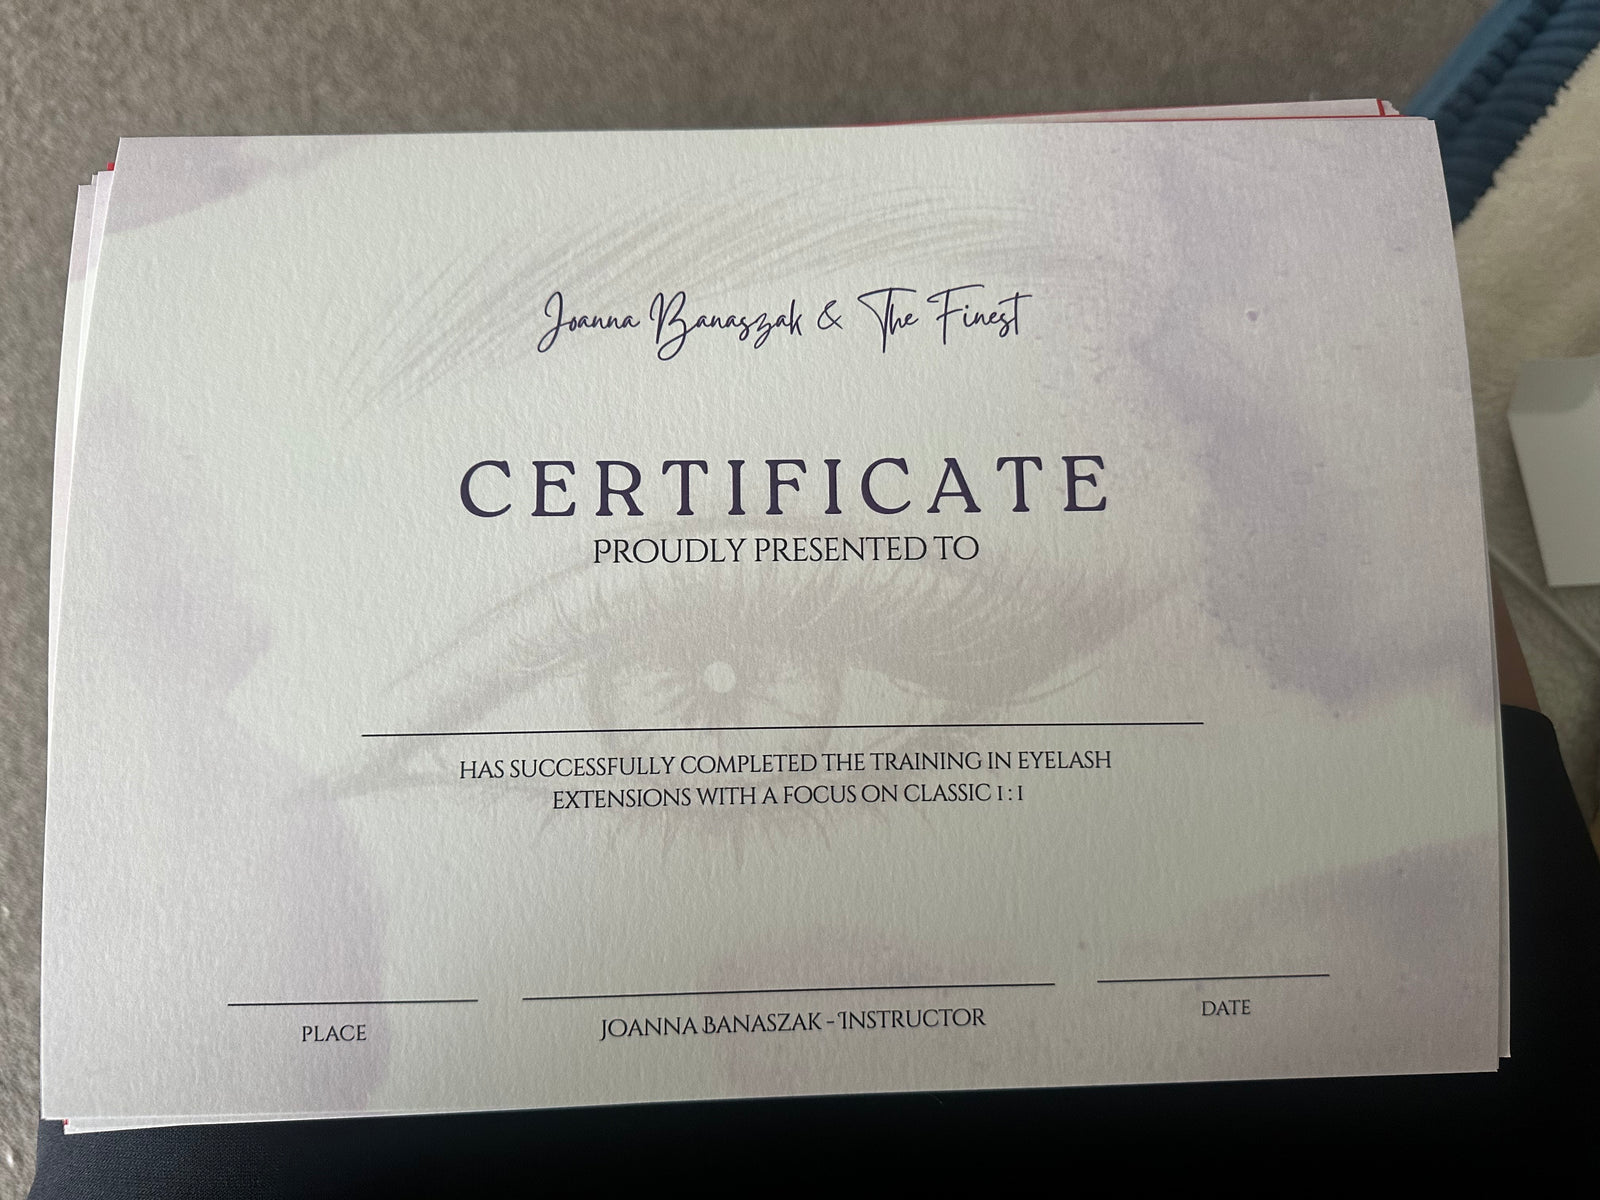 Joanna Banaszak & The Finest
CERTIFICATE
PROUDLY PRESENTED TO
HAS SUCCESSFULLY COMPLETED THE TRAINING IN EYELASH
EXTENSIONS WITH A FOCUS ON CLASSIC 1 : 1
PLACE
JOANNA BANASZAK - INSTRUCTOR
DATE